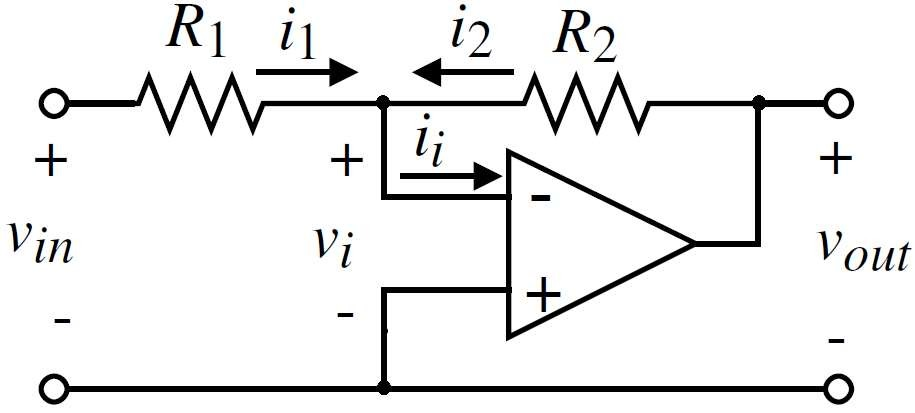 R1 i1 i2 R2
+ + ii +
-
vin vi vout
+
- - -